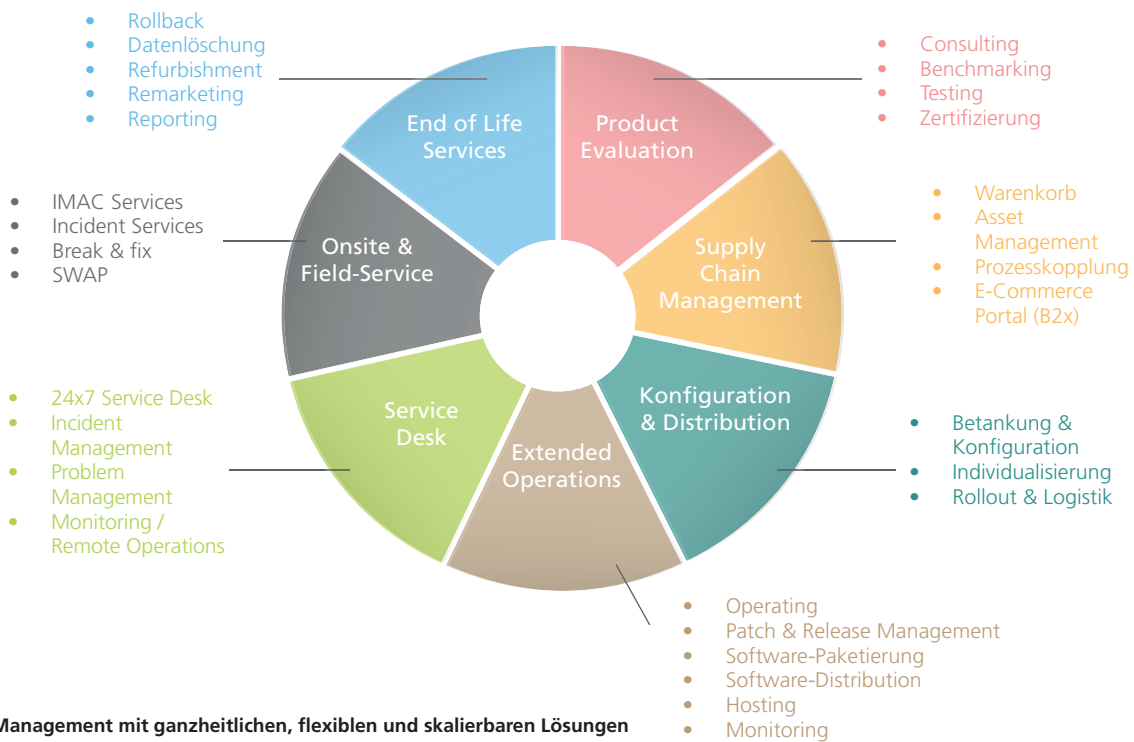 • Rollback
• Datenlöschung
• Refurbishment
• Remarketing
• Reporting
End of Life
Services
Product
Evaluation
• Consulting
• Benchmarking
• Testing
• Zertifizierung
• IMAC Services
• Incident Services
• Break & fix
• SWAP
Onsite &
Field-Service
Supply
Chain
Management
• Warenkorb
• Asset
Management
• Prozesskopplung
• E-Commerce
Portal (B2x)
• 24x7 Service Desk
• Incident
Management
• Problem
Management
• Monitoring /
Remote Operations
Service
Desk
Extended
Operations
Konfiguration
& Distribution
• Betankung &
Konfiguration
• Individualisierung
• Rollout & Logistik
• Operating
• Patch & Release Management
• Software-Paketierung
• Software-Distribution
• Hosting
• Monitoring
Management mit ganzheitlichen, flexiblen und skalierbaren Lösungen